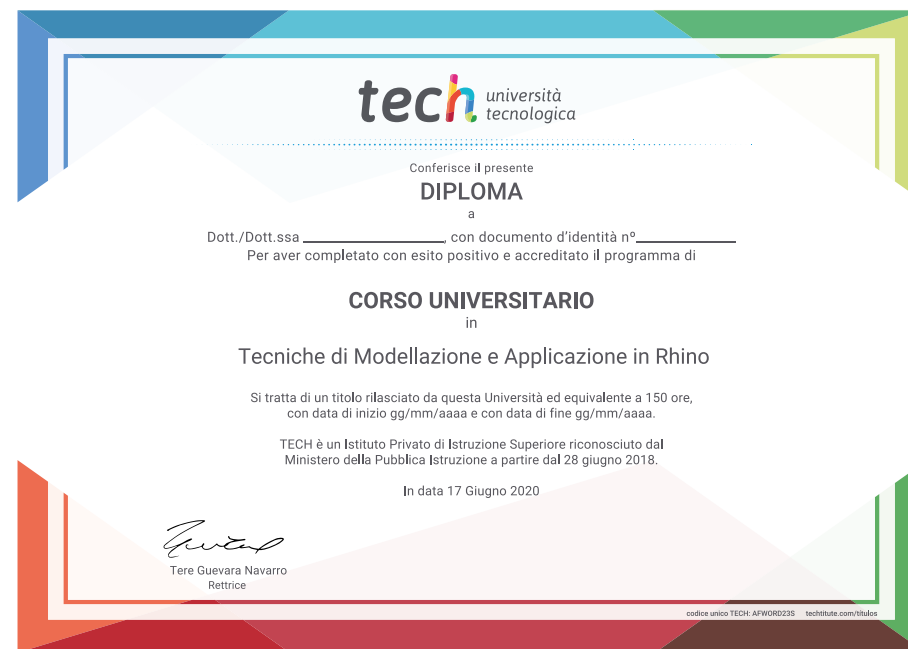 tech università
tecnologica
Conferisce il presente
DIPLOMA
a
Dott./Dott.ssa __________________, con documento d'identità nº_____________
Per aver completato con esito positivo e accreditato il programma di
CORSO UNIVERSITARIO
in
Tecniche di Modellazione e Applicazione in Rhino
Si tratta di un titolo rilasciato da questa Università ed equivalente a 150 ore,
con data di inizio gg/mm/aaaa e con data di fine gg/mm/aaaa.
TECH è un Istituto Privato di Istruzione Superiore riconosciuto dal
Ministero della Pubblica Istruzione a partire dal 28 giugno 2018.
In data 17 Giugno 2020
Tere Guevara Navarro
Rettrice
codice unico TECH: AFWORD23S techtitute.com/titulos